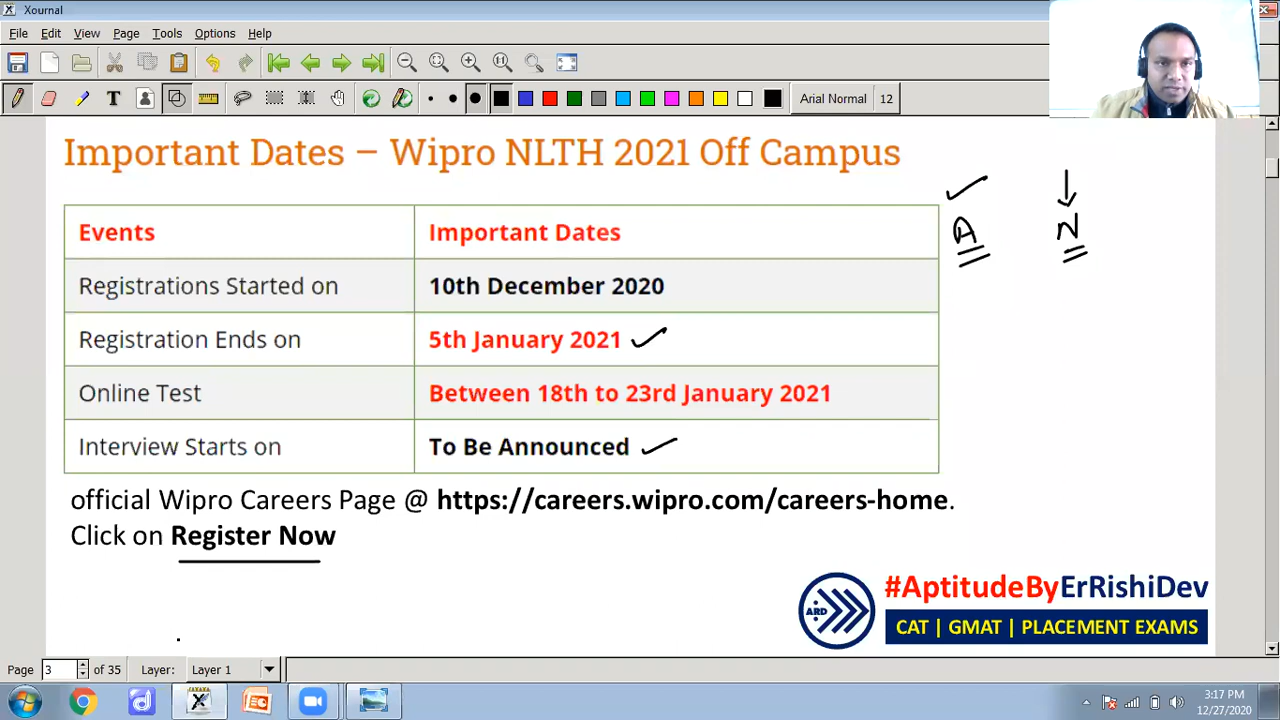 Xournal
File Edit View Page Tools Options Help
Arial Normal 12
Important Dates – Wipro NLTH 2021 Off Campus
A N
Events Important Dates
Registrations Started on 10th December 2020
Registration Ends on 5th January 2021
Online Test Between 18th to 23rd January 2021
Interview Starts on To Be Announced
official Wipro Careers Page @ https://careers.wipro.com/careers-home.
Click on Register Now
#AptitudeByErRishiDev
ARD
CAT | GMAT | PLACEMENT EXAMS
Page 3 of 35 Layer: Layer 1
3:17 PM
12/27/2020